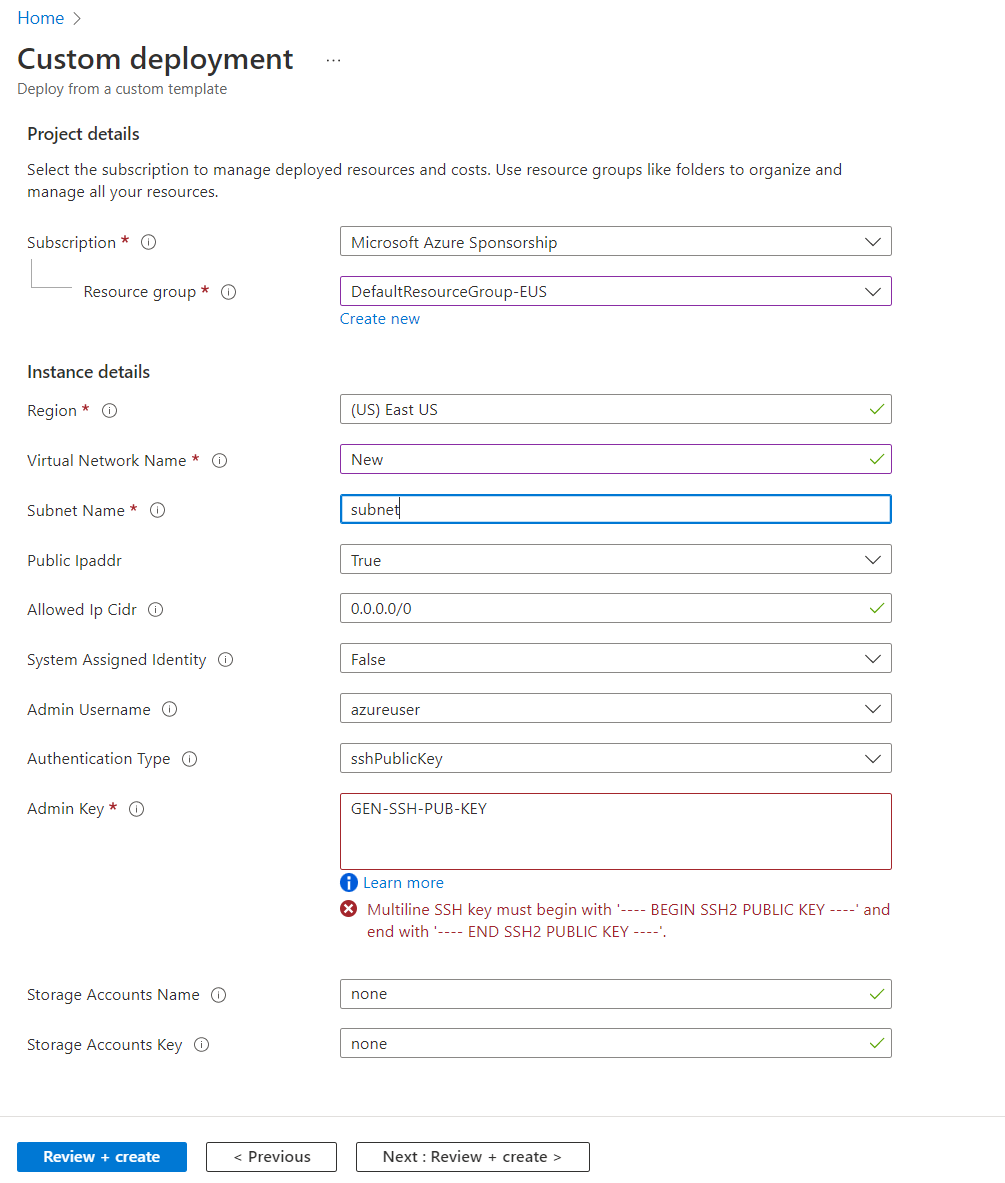 Home >
Custom deployment ...
Deploy from a custom template
Project details
Select the subscription to manage deployed resources and costs. Use resource groups like folders to organize and
manage all your resources.
Subscription * Microsoft Azure Sponsorship
Resource group * DefaultResourceGroup-EUS
Create new
Instance details
Region * (US) East US
Virtual Network Name * New
Subnet Name * subnet
Public Ipaddr True
Allowed Ip Cidr 0.0.0.0/0
System Assigned Identity False
Admin Username azureuser
Authentication Type sshPublicKey
Admin Key * GEN-SSH-PUB-KEY
Learn more
Multiline SSH key must begin with '---- BEGIN SSH2 PUBLIC KEY ----' and
end with '---- END SSH2 PUBLIC KEY ----'.
Storage Accounts Name none
Storage Accounts Key none
Review + create < Previous Next : Review + create >